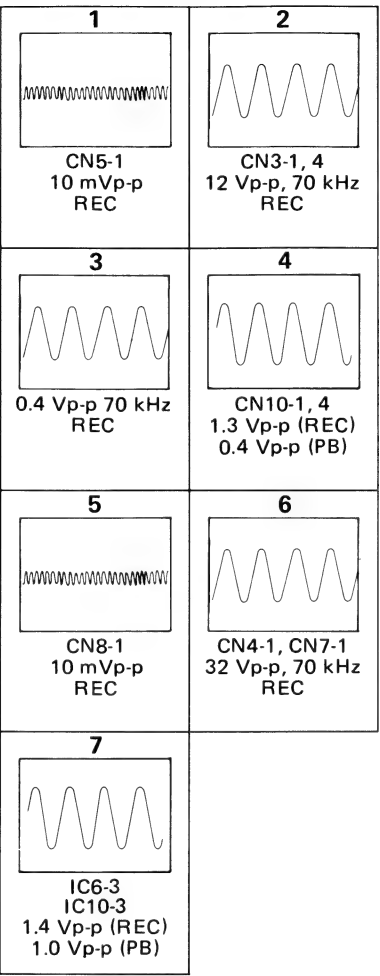 1
CN5-1
10 mVp-p
REC
2
CN3-1, 4
12 Vp-p, 70 kHz
REC
3
0.4 Vp-p 70 kHz
REC
4
CN10-1, 4
1.3 Vp-p (REC)
0.4 Vp-p (PB)
5
CN8-1
10 mVp-p
REC
6
CN4-1, CN7-1
32 Vp-p, 70 kHz
REC
7
IC6-3
IC10-3
1.4 Vp-p (REC)
1.0 Vp-p (PB)